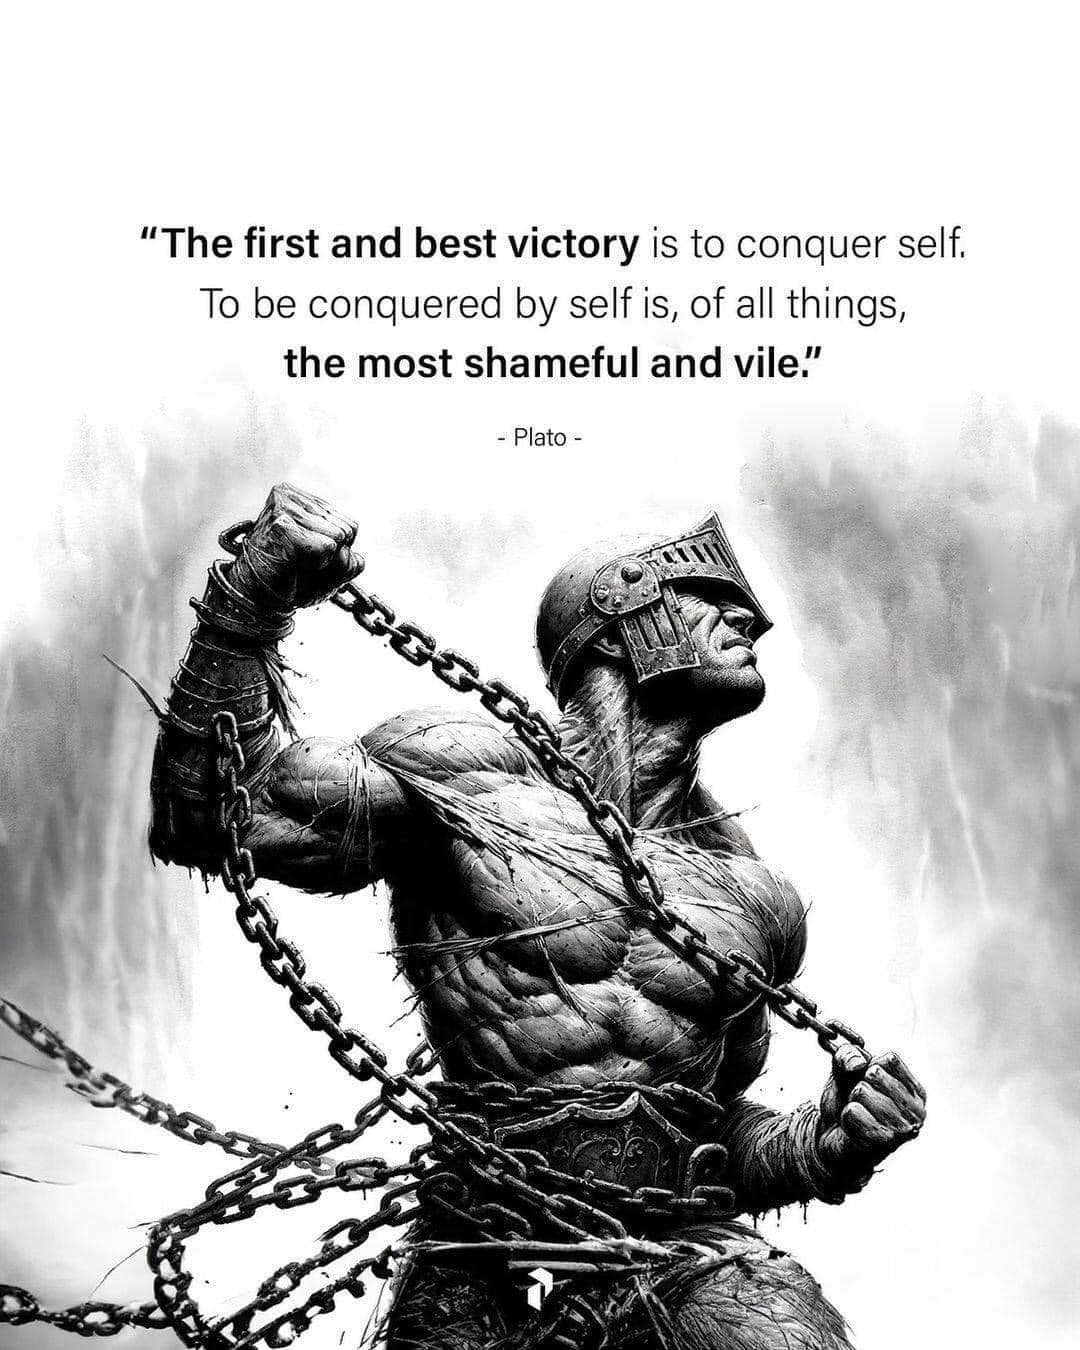 “The first and best victory is to conquer self.
To be conquered by self is, of all things,
the most shameful and vile.”
- Plato -